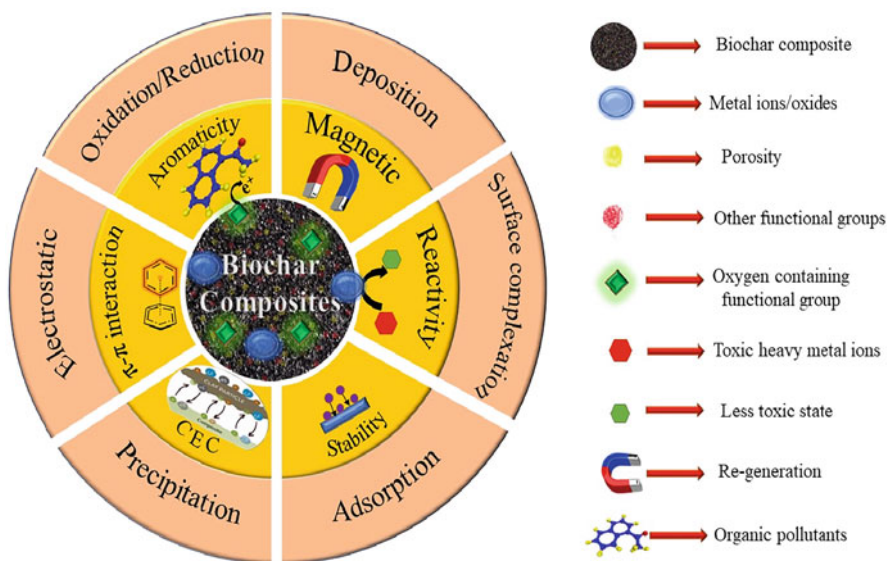 Oxidation/Reduction
Deposition
Surface complexation
Adsorption
Precipitation
Electrostatic
Aromaticity
Magnetic
Reactivity
Stability
CEC
π-π interaction
e⁺
CLAY PARTICLE
Biochar
Composites
Biochar composite
Metal ions/oxides
Porosity
Other functional groups
Oxygen containing
functional group
Toxic heavy metal ions
Less toxic state
Re-generation
Organic pollutants